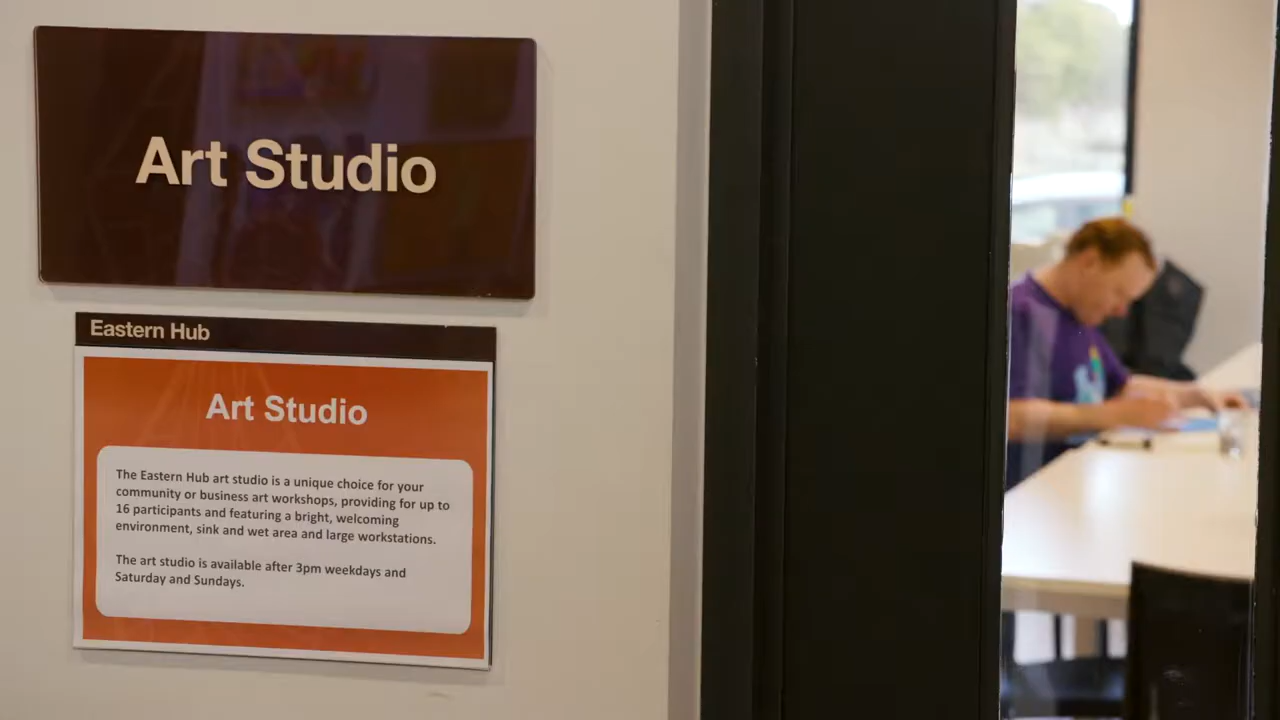 Art Studio
Eastern Hub
Art Studio
The Eastern Hub art studio is a unique choice for your
community or business art workshops, providing for up to
16 participants and featuring a bright, welcoming
environment, sink and wet area and large workstations.
The art studio is available after 3pm weekdays and
Saturday and Sundays.